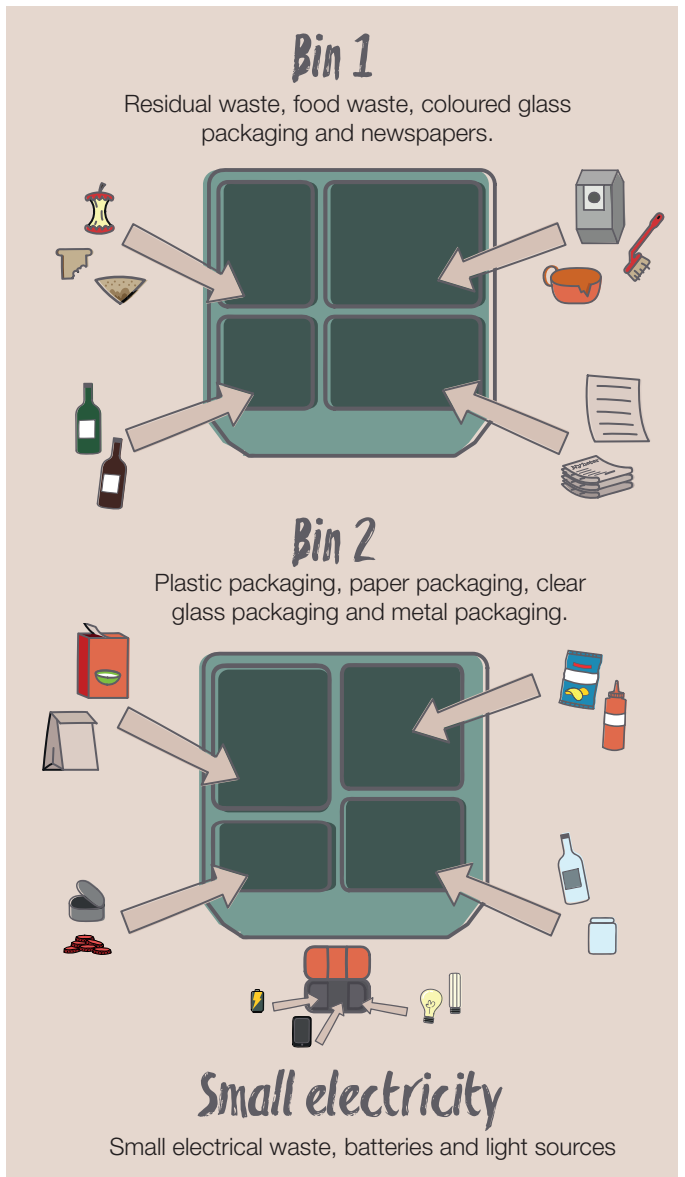 Bin 1
Residual waste, food waste, coloured glass
packaging and newspapers.
Nyheter
Bin 2
Plastic packaging, paper packaging, clear
glass packaging and metal packaging.
Small electricity
Small electrical waste, batteries and light sources